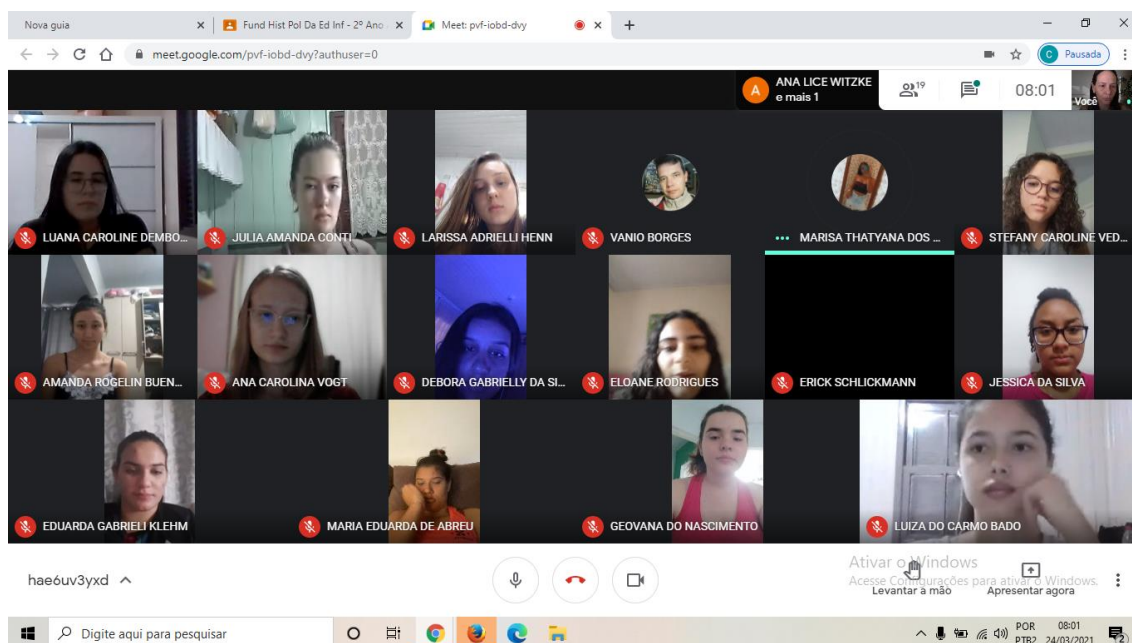 Nova guia
Fund Hist Pol Da Ed Inf - 2º Ano
Meet: pvf-iobd-dvy
meet.google.com/pvf-iobd-dvy?authuser=0
C Pausada
A ANA LICE WITZKE
e mais 1
19
08:01
Você
LUANA CAROLINE DEMBO...
JULIA AMANDA CONTI
LARISSA ADRIELLI HENN
VANIO BORGES
MARISA THATYANA DOS ...
STEFANY CAROLINE VED...
AMANDA ROGELIN BUEN...
ANA CAROLINA VOGT
DEBORA GABRIELLY DA SI...
ELOANE RODRIGUES
ERICK SCHLICKMANN
JESSICA DA SILVA
EDUARDA GABRIELI KLEHM
MARIA EDUARDA DE ABREU
GEOVANA DO NASCIMENTO
LUIZA DO CARMO BADO
hae6uv3yxd
Ativar o Windows
Acesse Configurações para ativar o Windows.
Levantar a mão
Apresentar agora
Digite aqui para pesquisar
POR
PTB2
08:01
24/03/2021
2